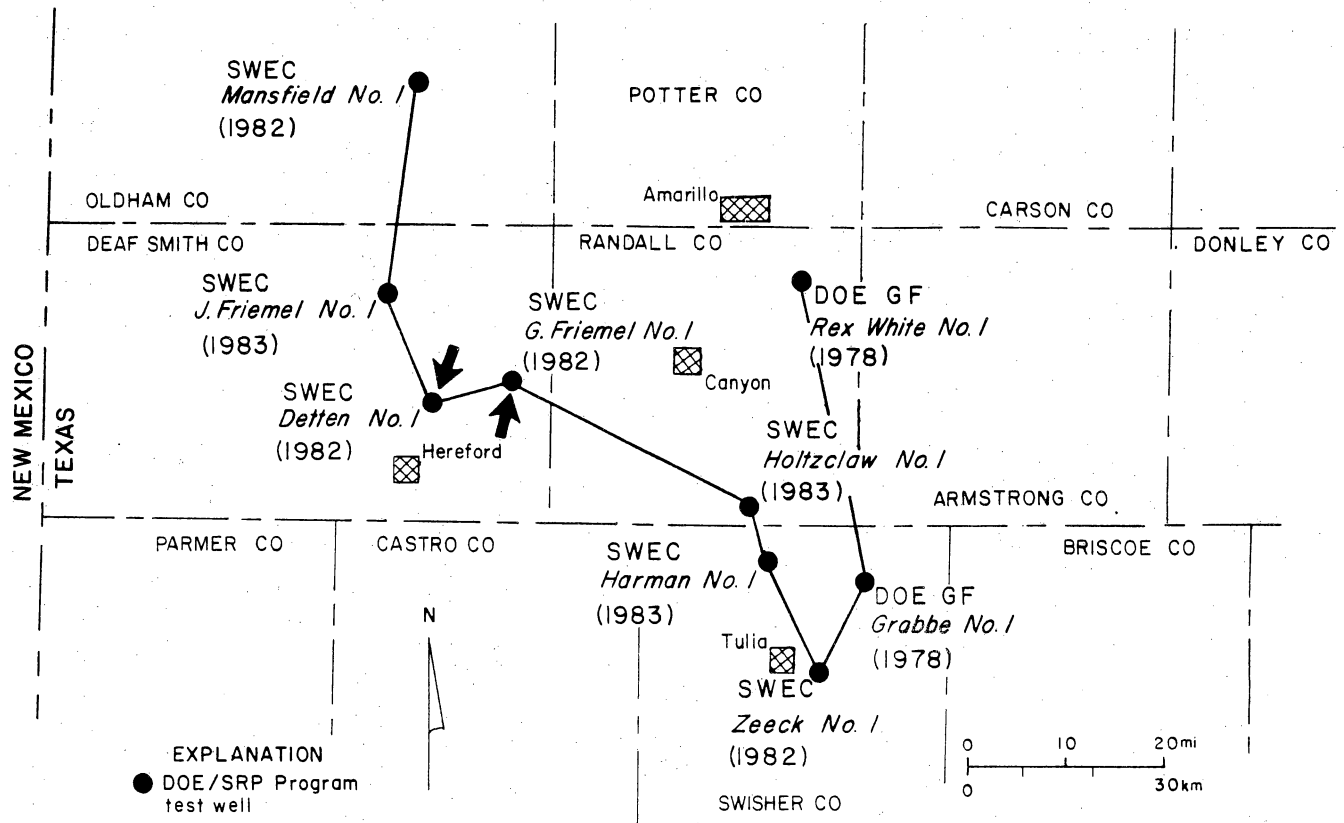 SWEC
Mansfield No. 1
(1982)
POTTER CO
Amarillo
OLDHAM CO
CARSON CO
DEAF SMITH CO
RANDALL CO
DONLEY CO
SWEC
J. Friemel No. 1
(1983)
SWEC
G. Friemel No. 1
(1982)
DOE GF
Rex White No. 1
(1978)
Canyon
NEW MEXICO
TEXAS
SWEC
Detten No. 1
(1982)
Hereford
SWEC
Holtzclaw No. 1
(1983)
ARMSTRONG CO
PARMER CO
CASTRO CO
BRISCOE CO
SWEC
Harman No. 1
(1983)
DOE GF
Grabbe No. 1
(1978)
N
Tulia
SWEC
Zeeck No. 1
(1982)
EXPLANATION
DOE/SRP Program
test well
SWISHER CO
0 10 20 mi
0 30 km